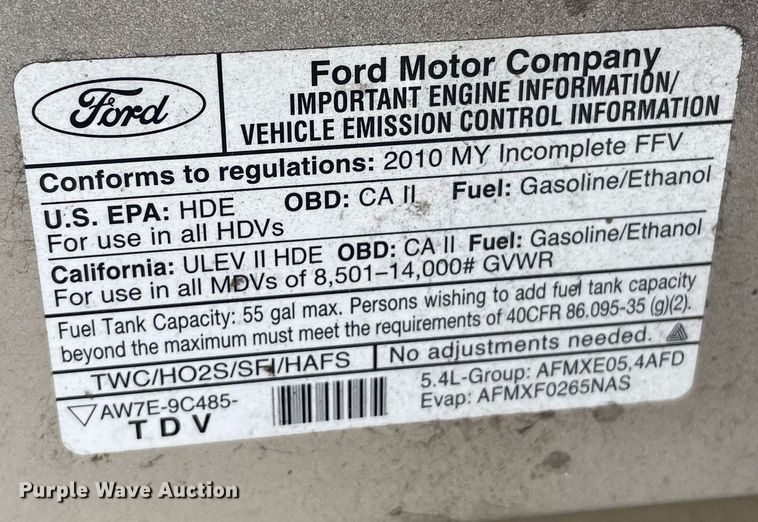 Ford
Ford Motor Company
IMPORTANT ENGINE INFORMATION/
VEHICLE EMISSION CONTROL INFORMATION
Conforms to regulations: 2010 MY Incomplete FFV
U.S. EPA: HDE OBD: CA II Fuel: Gasoline/Ethanol
For use in all HDVs
California: ULEV II HDE OBD: CA II Fuel: Gasoline/Ethanol
For use in all MDVs of 8,501–14,000# GVWR
Fuel Tank Capacity: 55 gal max. Persons wishing to add fuel tank capacity
beyond the maximum must meet the requirements of 40CFR 86.095-35 (g)(2).
TWC/HO2S/SFI/HAFS
No adjustments needed.
AW7E-9C485-
TDV
5.4L-Group: AFMXE05,4AFD
Evap: AFMXF0265NAS
Purple Wave Auction